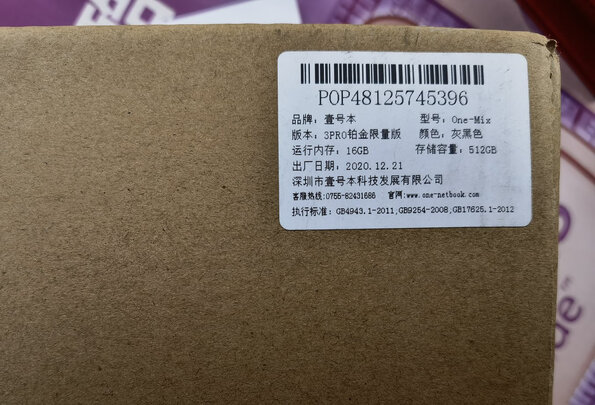 POP48125745396
品牌：壹号本 型号：One-Mix
版本：3PRO铂金限量版 颜色：灰黑色
运行内存：16GB 存储容量：512GB
出厂日期：2020.12.21
深圳市壹号本科技发展有限公司
客服热线:0755-82431686 官网:www.one-netbook.com
执行标准：GB4943.1-2011;GB9254-2008;GB17625.1-2012